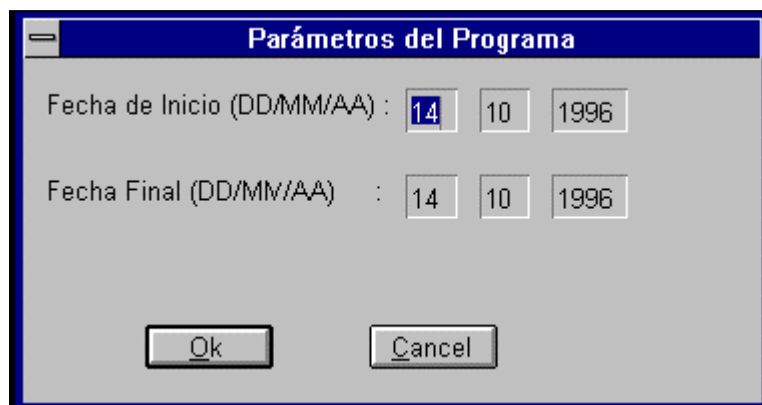 Parámetros del Programa
Fecha de Inicio (DD/MM/AA) : 14 10 1996
Fecha Final (DD/MM/AA) : 14 10 1996
Ok Cancel